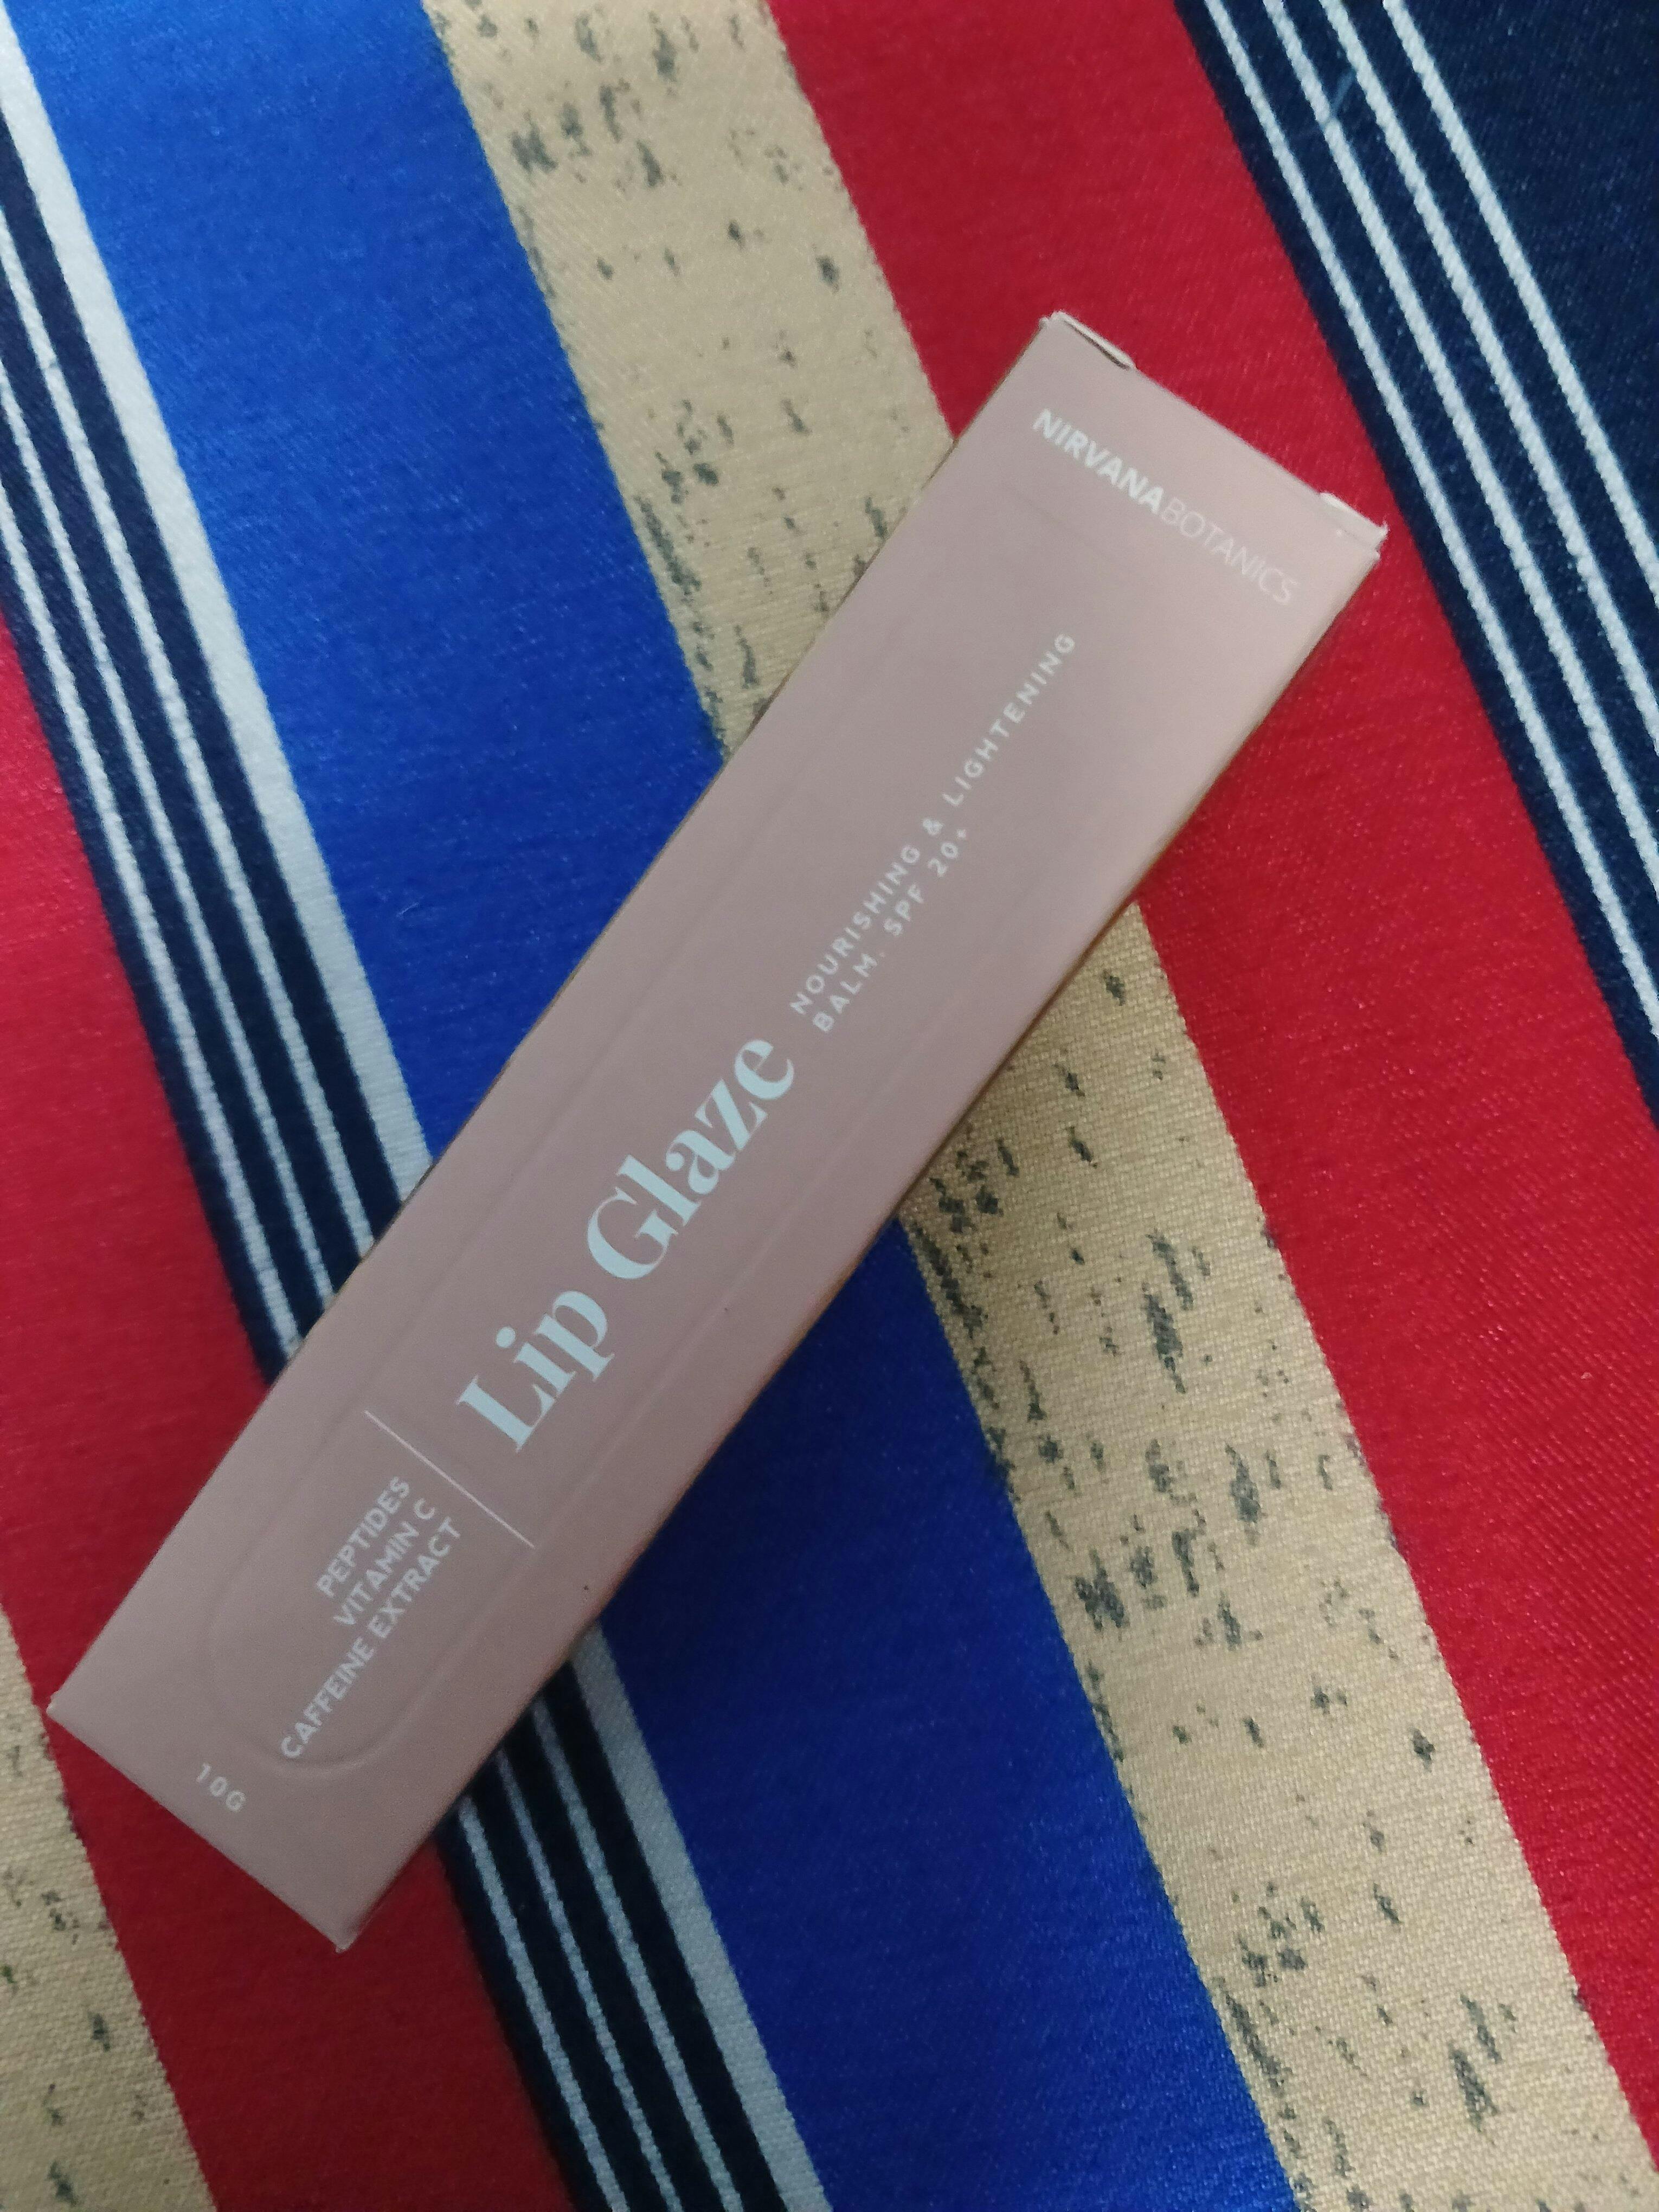 NIRVANABOTANICS
Lip Glaze
NOURISHING & LIGHTENING
BALM. SPF 20+
PEPTIDES
VITAMIN C
CAFFEINE EXTRACT
10G